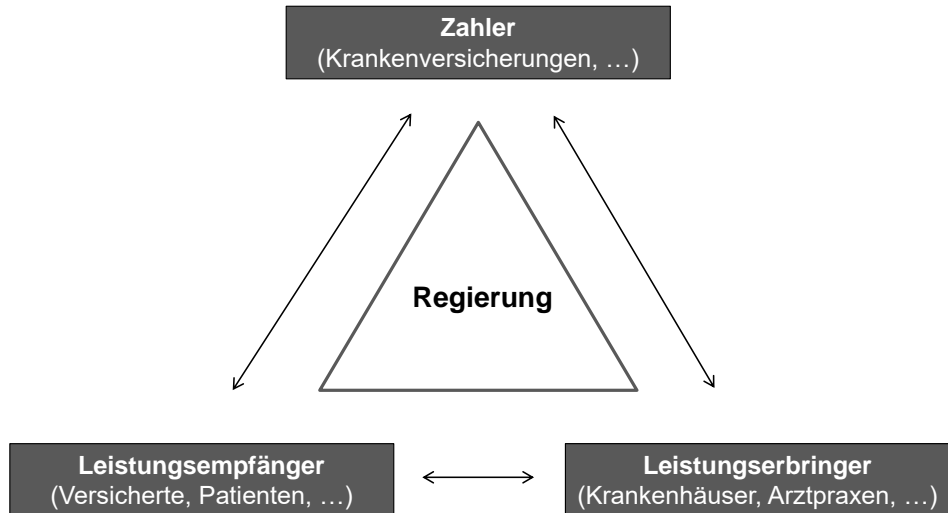 Zahler
(Krankenversicherungen, …)
Regierung
Leistungsempfänger
(Versicherte, Patienten, …)
Leistungserbringer
(Krankenhäuser, Arztpraxen, …)